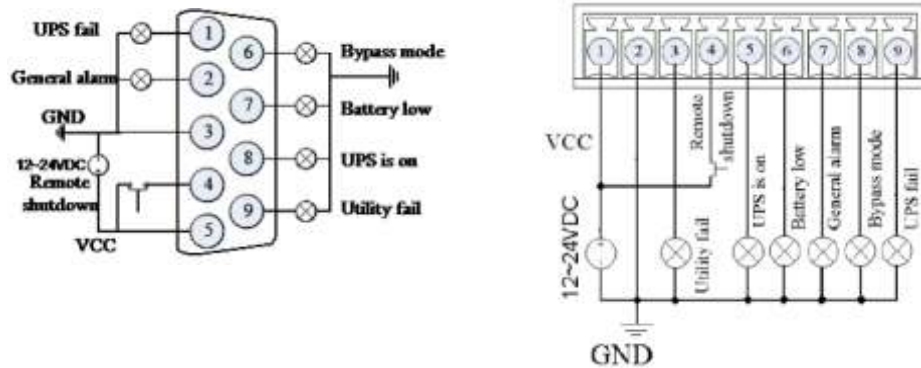 UPS fail
1
6
Bypass mode
General alarm
2
7
Battery low
GND
3
12~24VDC
8
UPS is on
Remote
shutdown
4
9
Utility fail
VCC
5
1 2 3 4 5 6 7 8 9
VCC
Remote
shutdown
12~24VDC
Utility fail
UPS is on
Battery low
General alarm
Bypass mode
UPS fail
GND